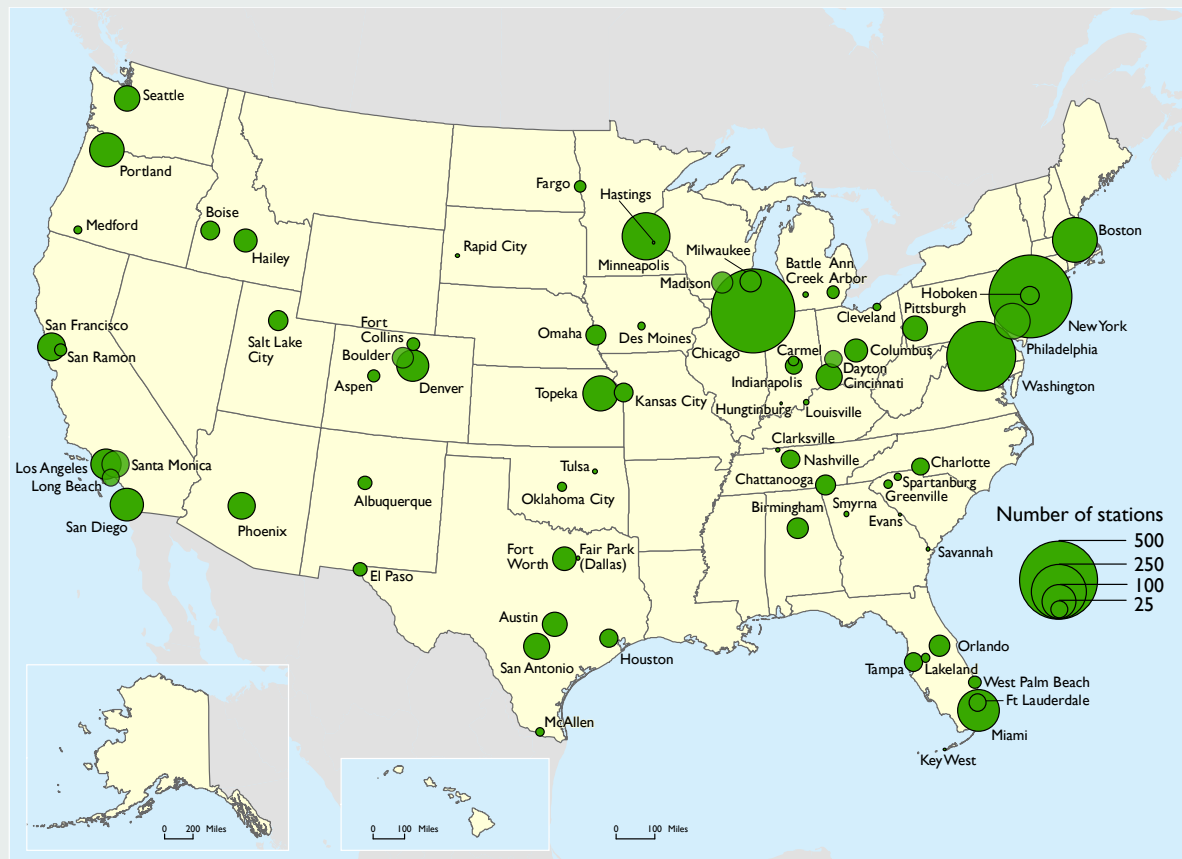 Seattle
Portland
Medford
Boise
Hailey
Fargo
Hastings
Minneapolis
Rapid City
Milwaukee
Madison
Battle
Creek
Ann
Arbor
Boston
Hoboken
New York
Pittsburgh
Philadelphia
Cleveland
Washington
San Francisco
San Ramon
Salt Lake
City
Fort
Collins
Boulder
Aspen
Denver
Omaha
Des Moines
Chicago
Carmel
Indianapolis
Columbus
Dayton
Cincinnati
Topeka
Kansas City
Hungtinburg
Louisville
Los Angeles
Santa Monica
Long Beach
San Diego
Phoenix
Albuquerque
Tulsa
Oklahoma City
Clarksville
Nashville
Chattanooga
Charlotte
Spartanburg
Greenville
Birmingham
Smyrna
Evans
Savannah
El Paso
Fort
Worth
Fair Park
(Dallas)
Austin
San Antonio
Houston
McAllen
Orlando
Tampa
Lakeland
West Palm Beach
Ft Lauderdale
Miami
Key West
Number of stations
500
250
100
25
0 200 Miles
0 100 Miles
0 100 Miles